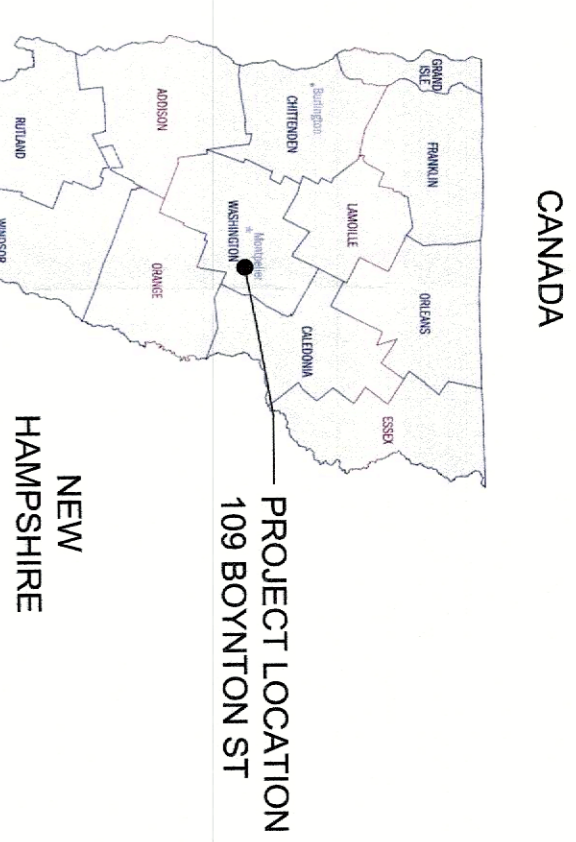 CANADA
GRAND
ISLE
FRANKLIN
ORLEANS
ESSEX
Burlington
CHITTENDEN
LAMOILLE
CALEDONIA
Montpelier
WASHINGTON
ADDISON
ORANGE
RUTLAND
WINDSOR
PROJECT LOCATION
109 BOYNTON ST
NEW
HAMPSHIRE